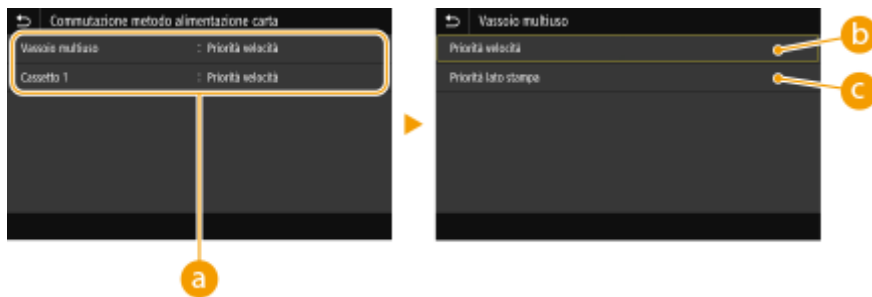 Commutazione metodo alimentazione carta
Vassoio multiuso : Priorità velocità
Cassetto 1 : Priorità velocità
a
Vassoio multiuso
Priorità velocità
b
Priorità lato stampa
c